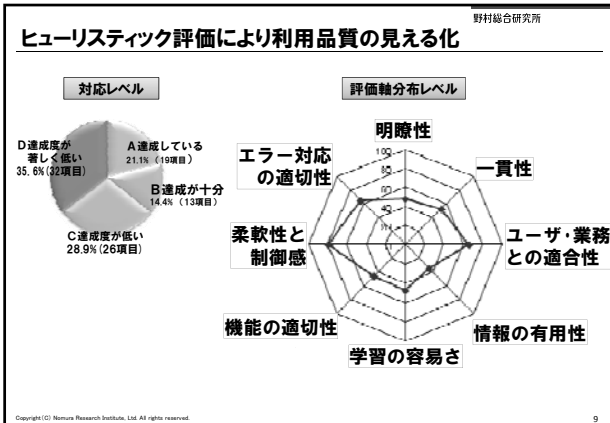 野村総合研究所
ヒューリスティック評価により利用品質の見える化
対応レベル
D達成度が
著しく低い
35.6%(32項目)
A達成している
21.1%(19項目)
B達成が十分
14.4%(13項目)
C達成度が低い
28.9%(26項目)
評価軸分布レベル
明瞭性
一貫性
ユーザ・業務
との適合性
情報の有用性
学習の容易さ
機能の適切性
柔軟性と
制御感
エラー対応
の適切性
100
80
60
40
Copyright(C) Nomura Research Institute, Ltd. All rights reserved.
9